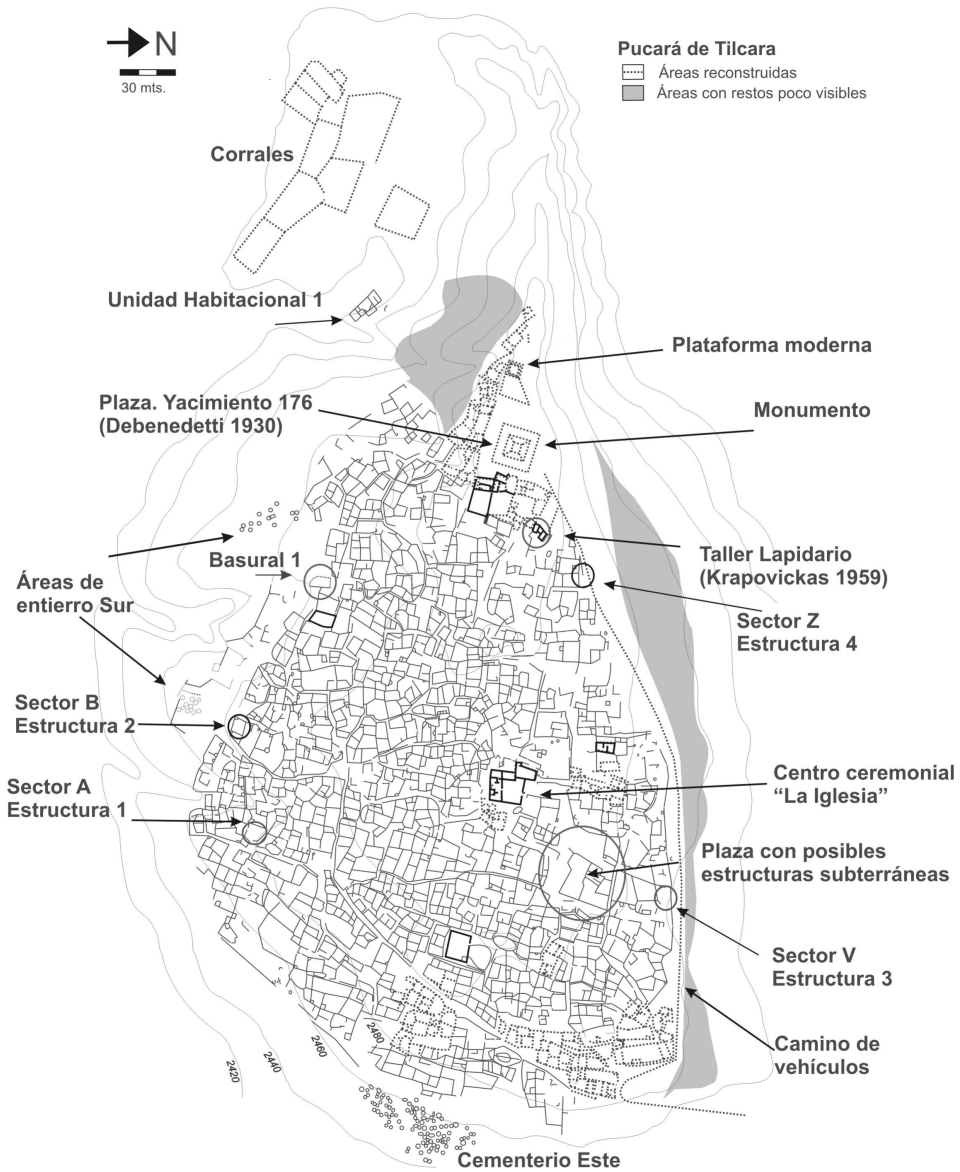 N
30 mts.
Pucará de Tilcara
Áreas reconstruidas
Áreas con restos poco visibles
Corrales
Unidad Habitacional 1
Plataforma moderna
Plaza. Yacimiento 176
(Debenedetti 1930)
Monumento
Taller Lapidario
(Krapovickas 1959)
Basural 1
Áreas de
entierro Sur
Sector Z
Estructura 4
Sector B
Estructura 2
Sector A
Estructura 1
Centro ceremonial
“La Iglesia”
Plaza con posibles
estructuras subterráneas
Sector V
Estructura 3
Camino de
vehículos
2480
2460
2440
2420
Cementerio Este